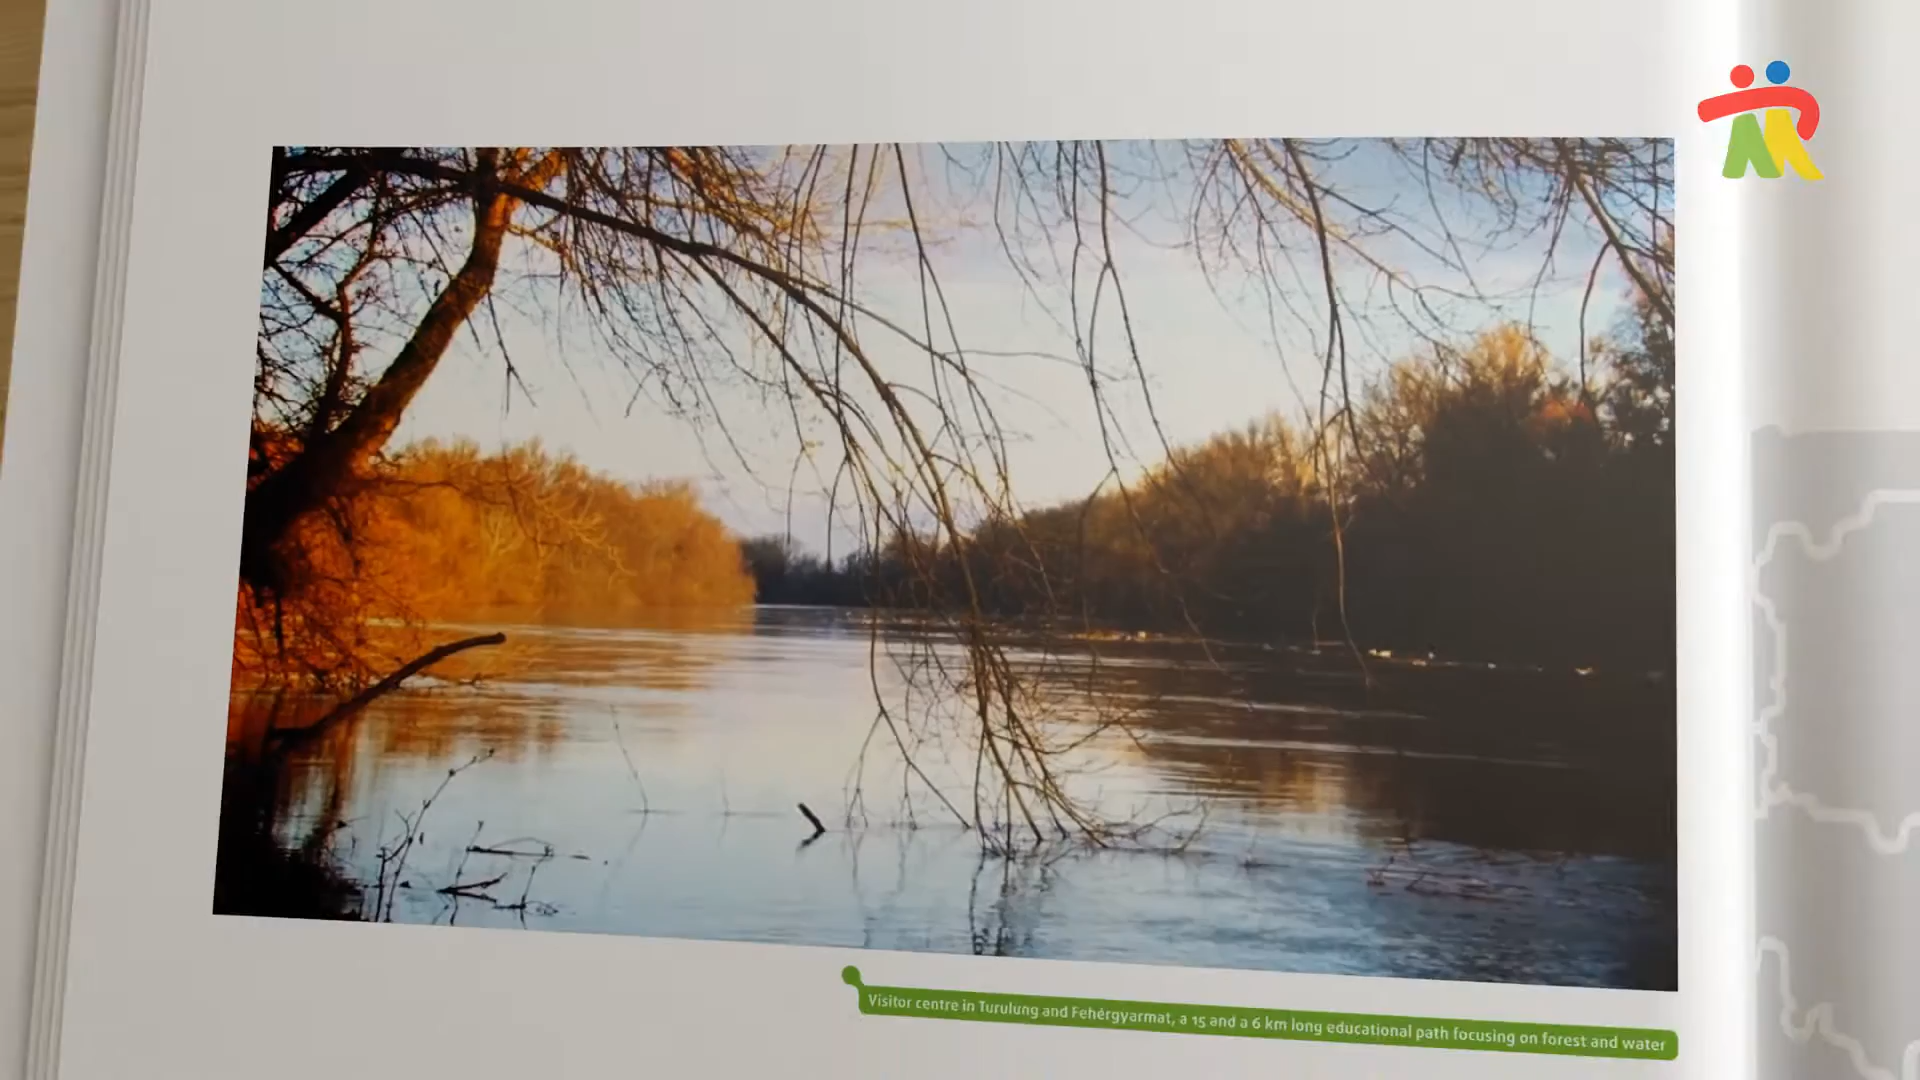 Visitor centre in Turulung and Fehérgyarmat, a 15 and a 6 km long educational path focusing on forest and water